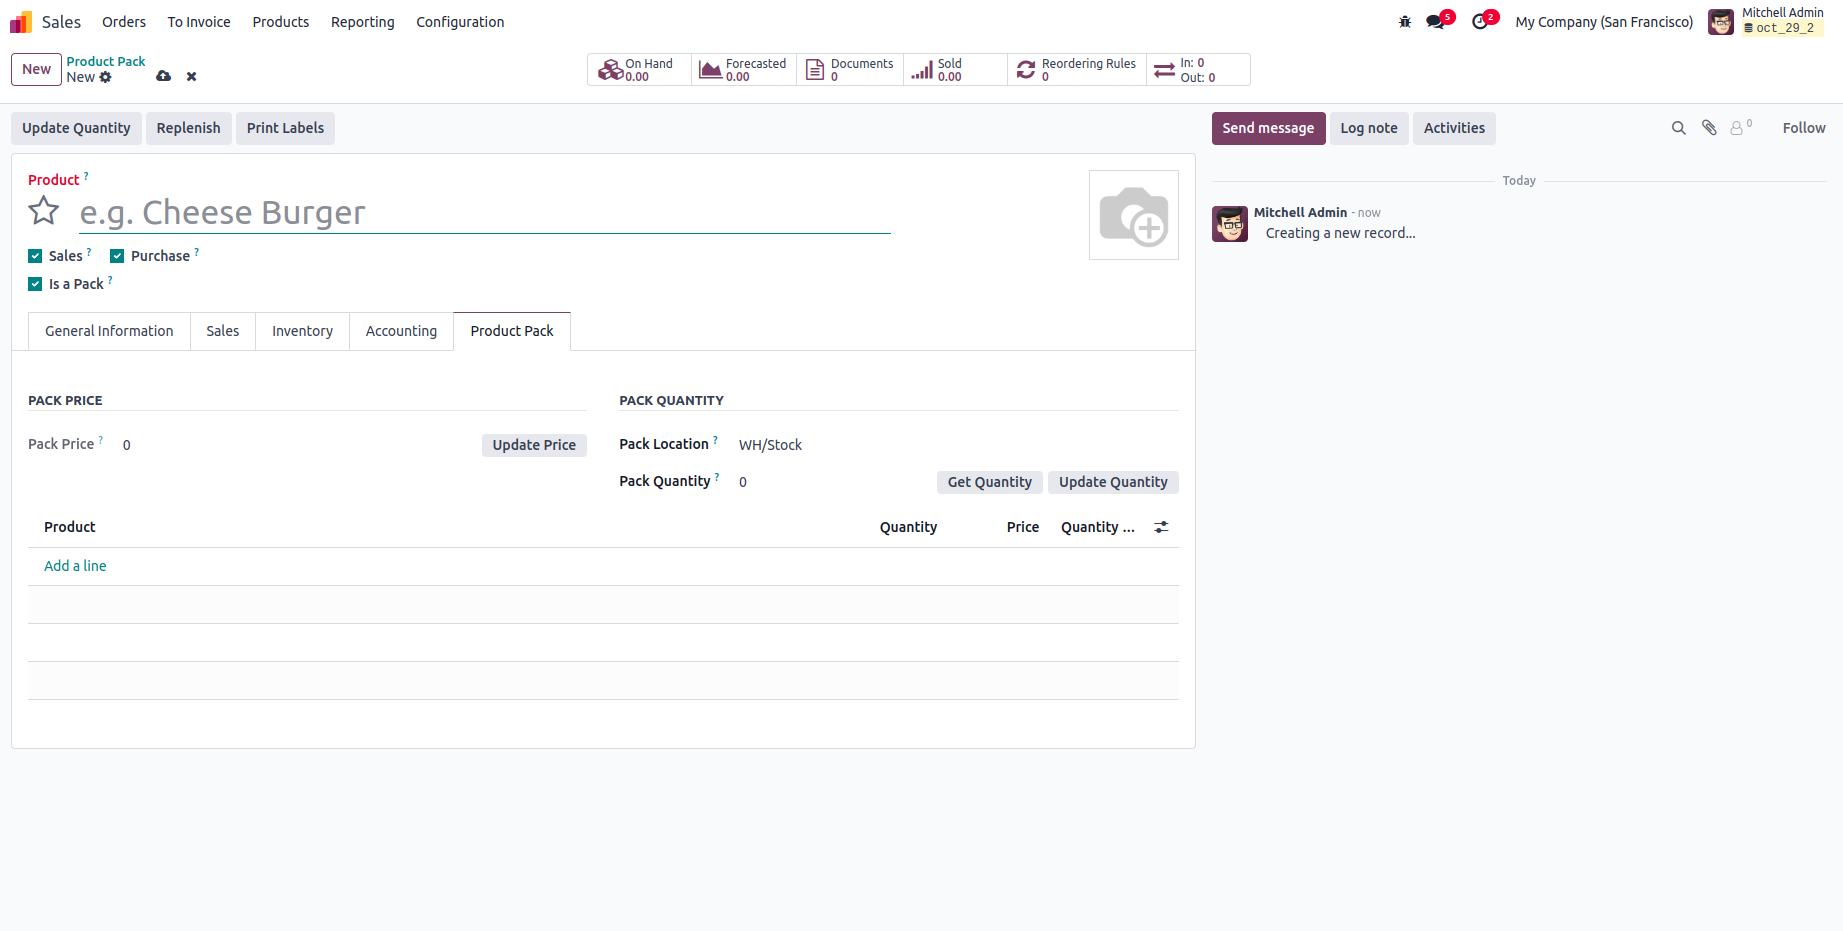 Sales Orders To Invoice Products Reporting Configuration 5 2 My Company (San Francisco) Mitchell Admin
oct_29_2
New Product Pack
New
On Hand 0.00
Forecasted 0.00
Documents 0
Sold 0.00
Reordering Rules 0
In: 0
Out: 0
Update Quantity Replenish Print Labels
Send message Log note Activities 0 Follow
Product ?
e.g. Cheese Burger
Sales ? Purchase ?
Is a Pack ?
Today
Mitchell Admin - now
Creating a new record...
General Information Sales Inventory Accounting Product Pack
PACK PRICE
Pack Price ? 0 Update Price
PACK QUANTITY
Pack Location ? WH/Stock
Pack Quantity ? 0 Get Quantity Update Quantity
Product Quantity Price Quantity ...
Add a line